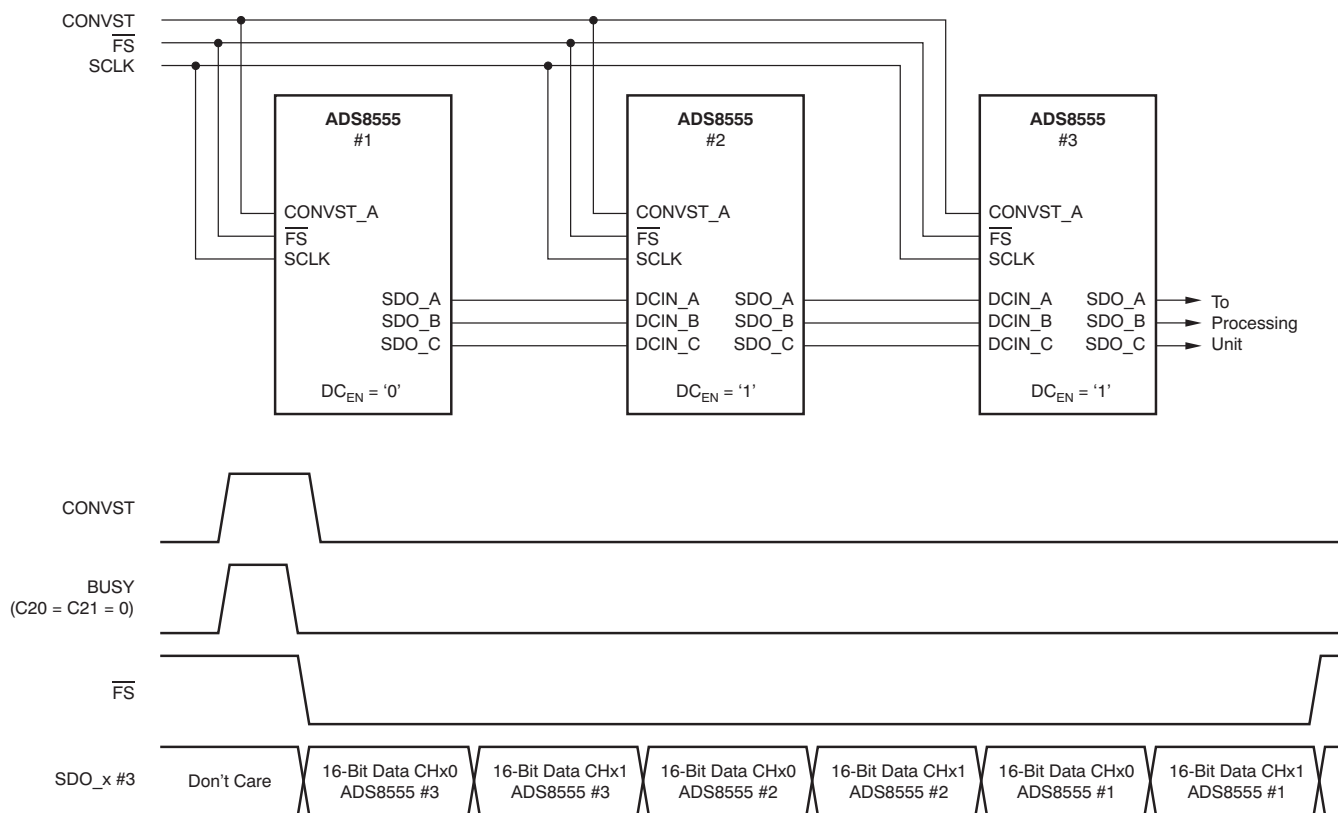 CONVST
FS
SCLK
ADS8555
#1
CONVST_A
FS
SCLK
SDO_A
SDO_B
SDO_C
DCEN = ‘0’
ADS8555
#2
CONVST_A
FS
SCLK
DCIN_A SDO_A
DCIN_B SDO_B
DCIN_C SDO_C
DCEN = ‘1’
ADS8555
#3
CONVST_A
FS
SCLK
DCIN_A SDO_A
DCIN_B SDO_B
DCIN_C SDO_C
DCEN = ‘1’
To
Processing
Unit
CONVST
BUSY
(C20 = C21 = 0)
FS
SDO_x #3
Don’t Care
16-Bit Data CHx0
ADS8555 #3
16-Bit Data CHx1
ADS8555 #3
16-Bit Data CHx0
ADS8555 #2
16-Bit Data CHx1
ADS8555 #2
16-Bit Data CHx0
ADS8555 #1
16-Bit Data CHx1
ADS8555 #1